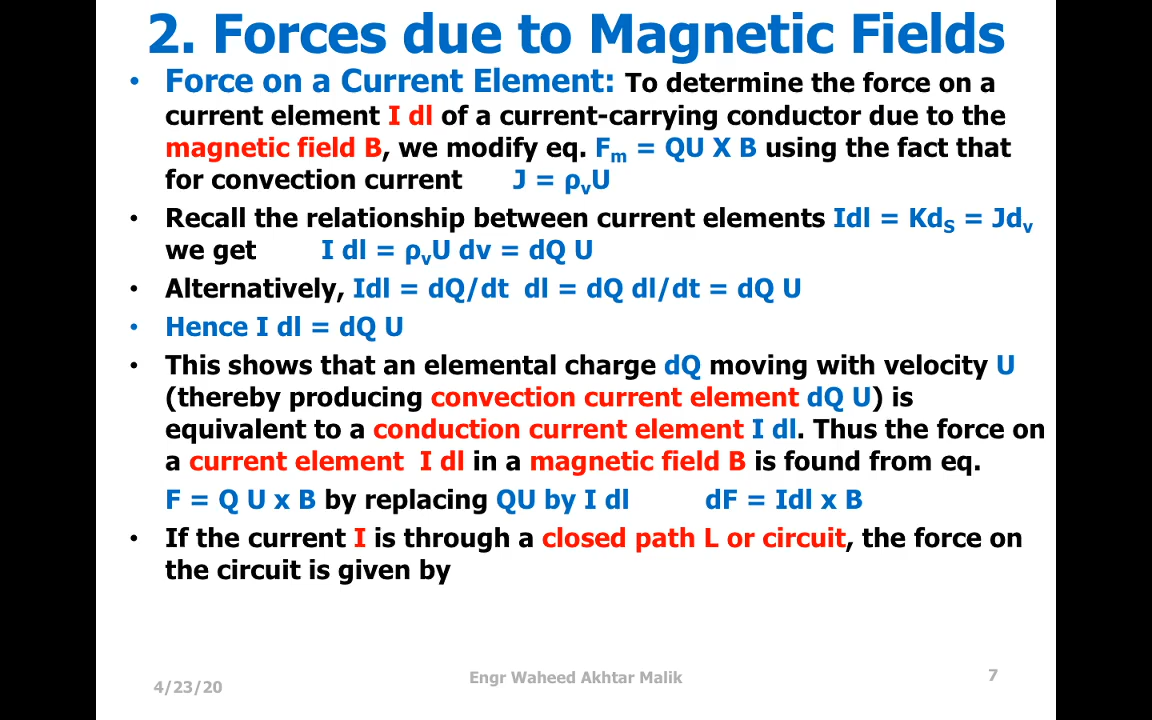 2. Forces due to Magnetic Fields
• Force on a Current Element: To determine the force on a
current element I dl of a current-carrying conductor due to the
magnetic field B, we modify eq. Fm = QU X B using the fact that
for convection current J = ρvU
• Recall the relationship between current elements Idl = KdS = Jdv
we get I dl = ρvU dv = dQ U
• Alternatively, Idl = dQ/dt dl = dQ dl/dt = dQ U
• Hence I dl = dQ U
• This shows that an elemental charge dQ moving with velocity U
(thereby producing convection current element dQ U) is
equivalent to a conduction current element I dl. Thus the force on
a current element I dl in a magnetic field B is found from eq.
F = Q U x B by replacing QU by I dl dF = Idl x B
• If the current I is through a closed path L or circuit, the force on
the circuit is given by
4/23/20
Engr Waheed Akhtar Malik
7